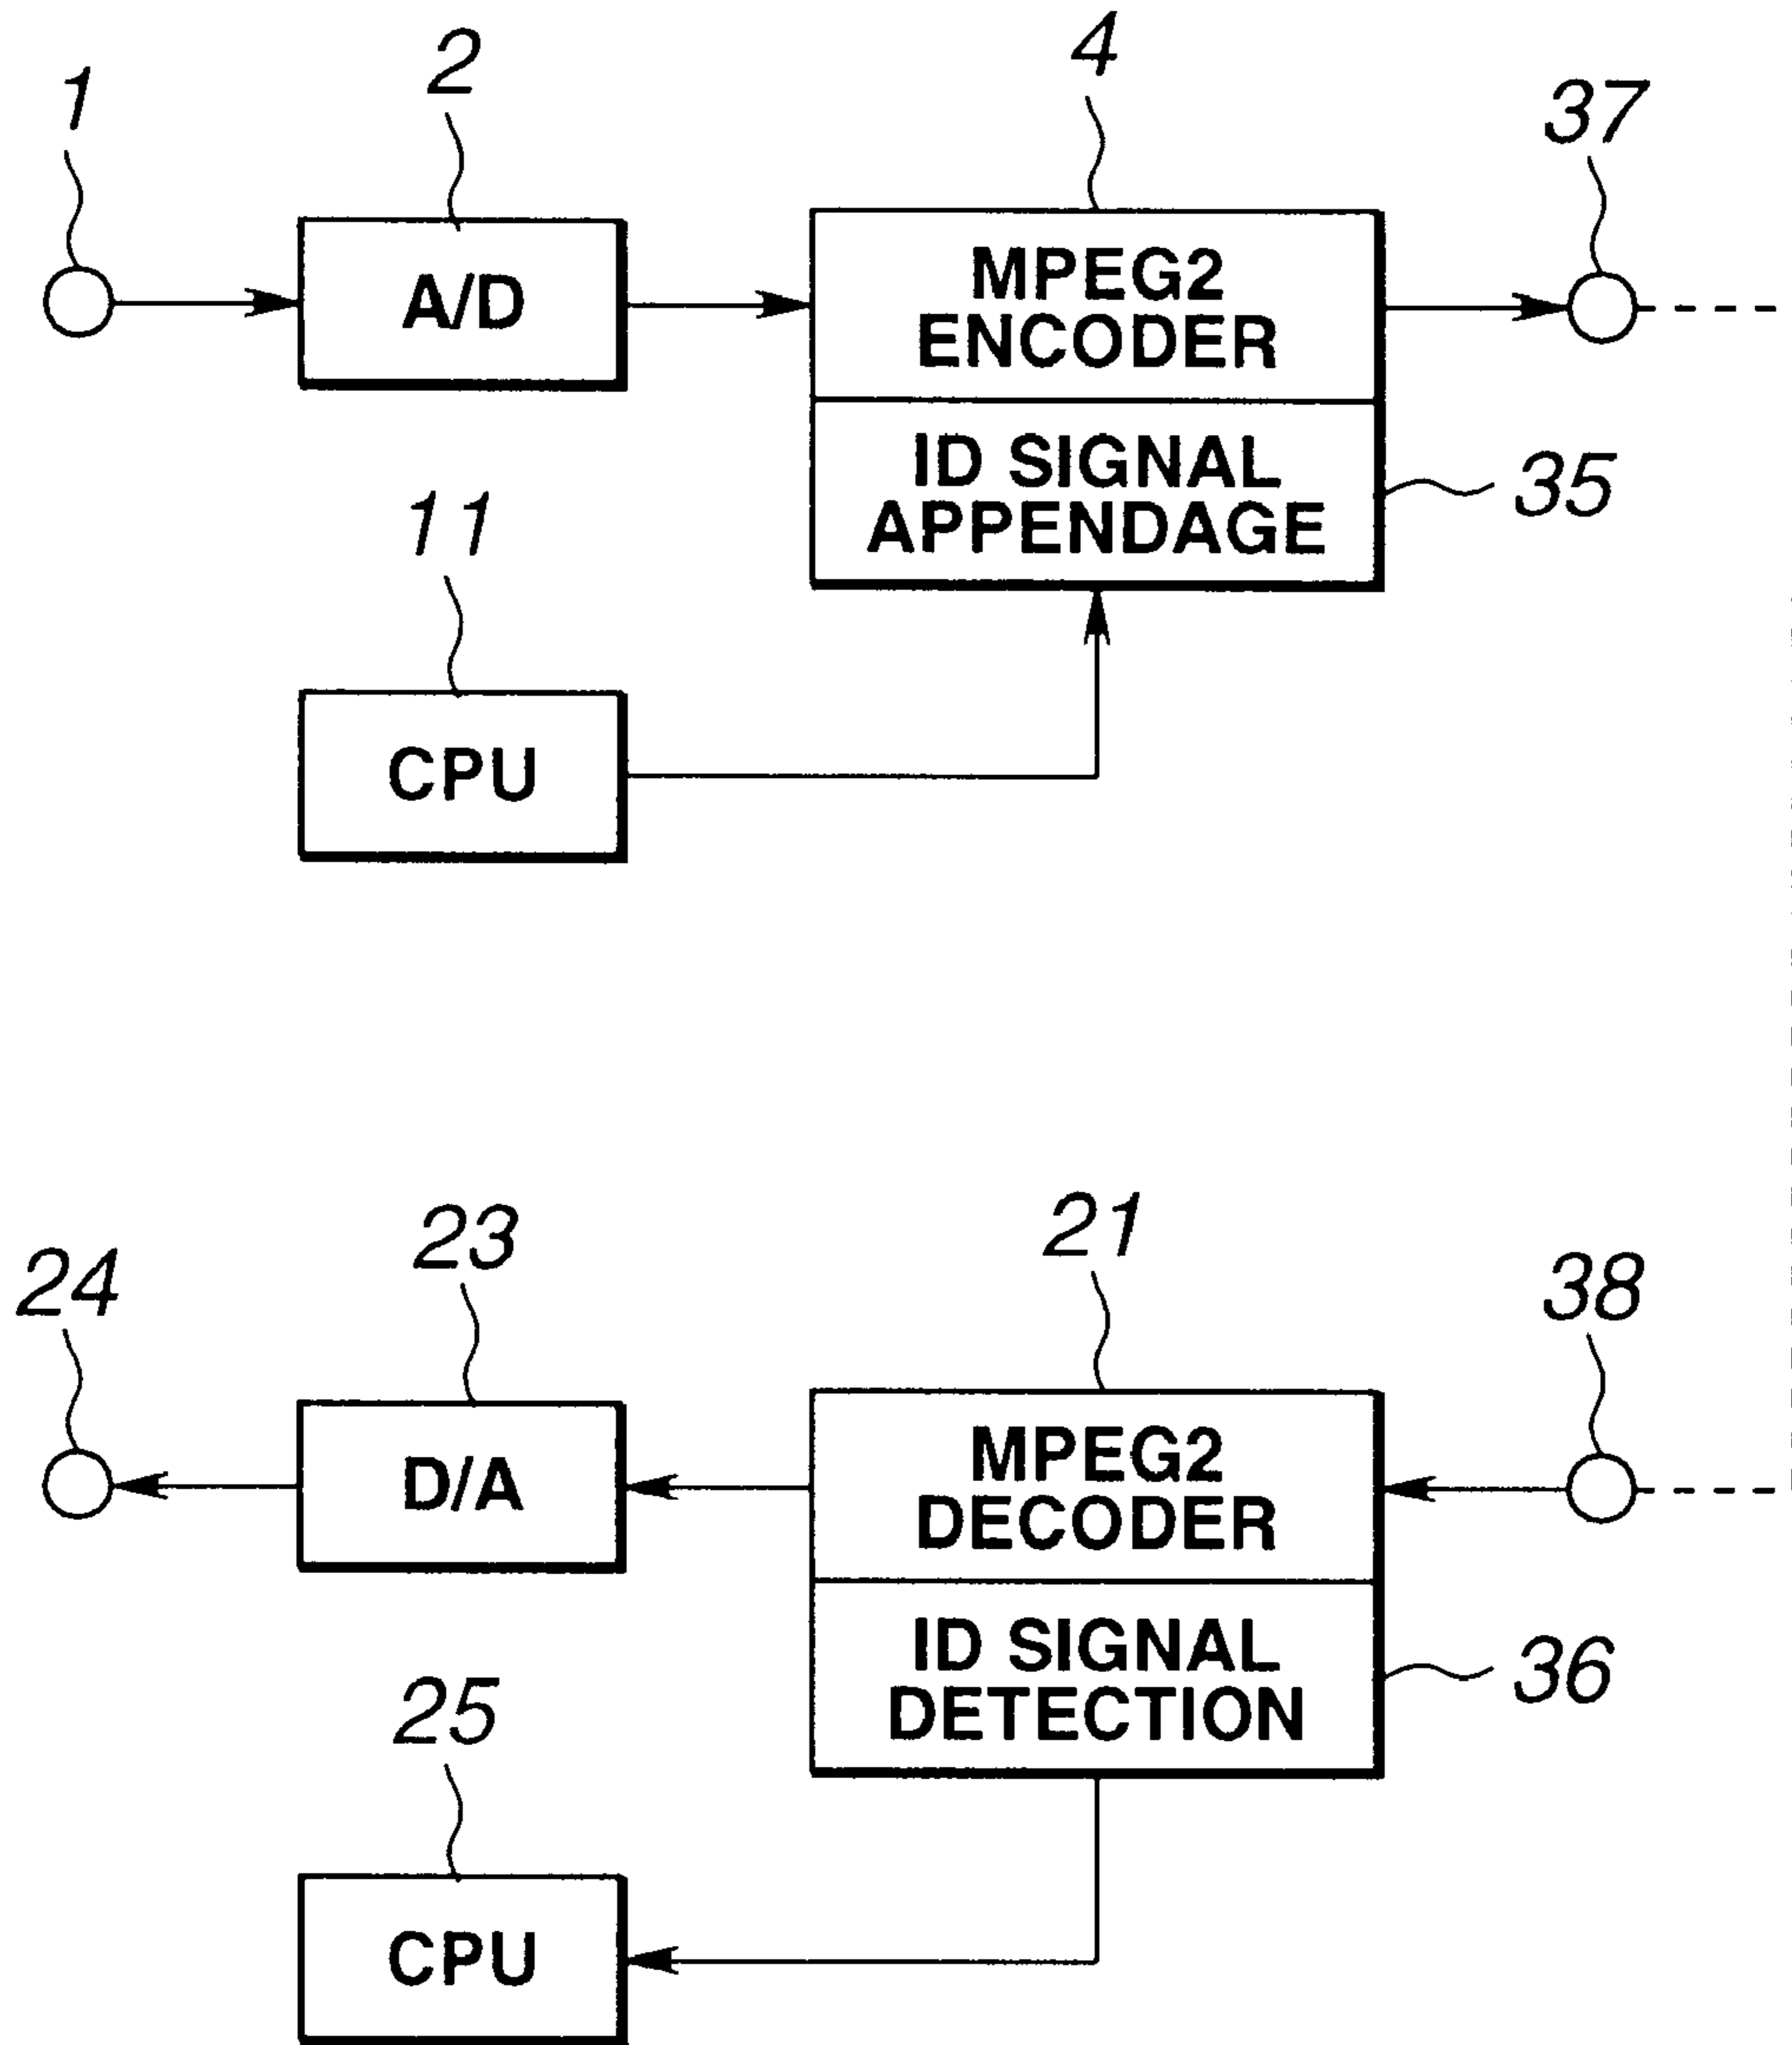 1
2
4
37
A/D
MPEG2
ENCODER
ID SIGNAL
APPENDAGE
35
11
CPU
24
23
21
38
D/A
MPEG2
DECODER
ID SIGNAL
DETECTION
36
25
CPU